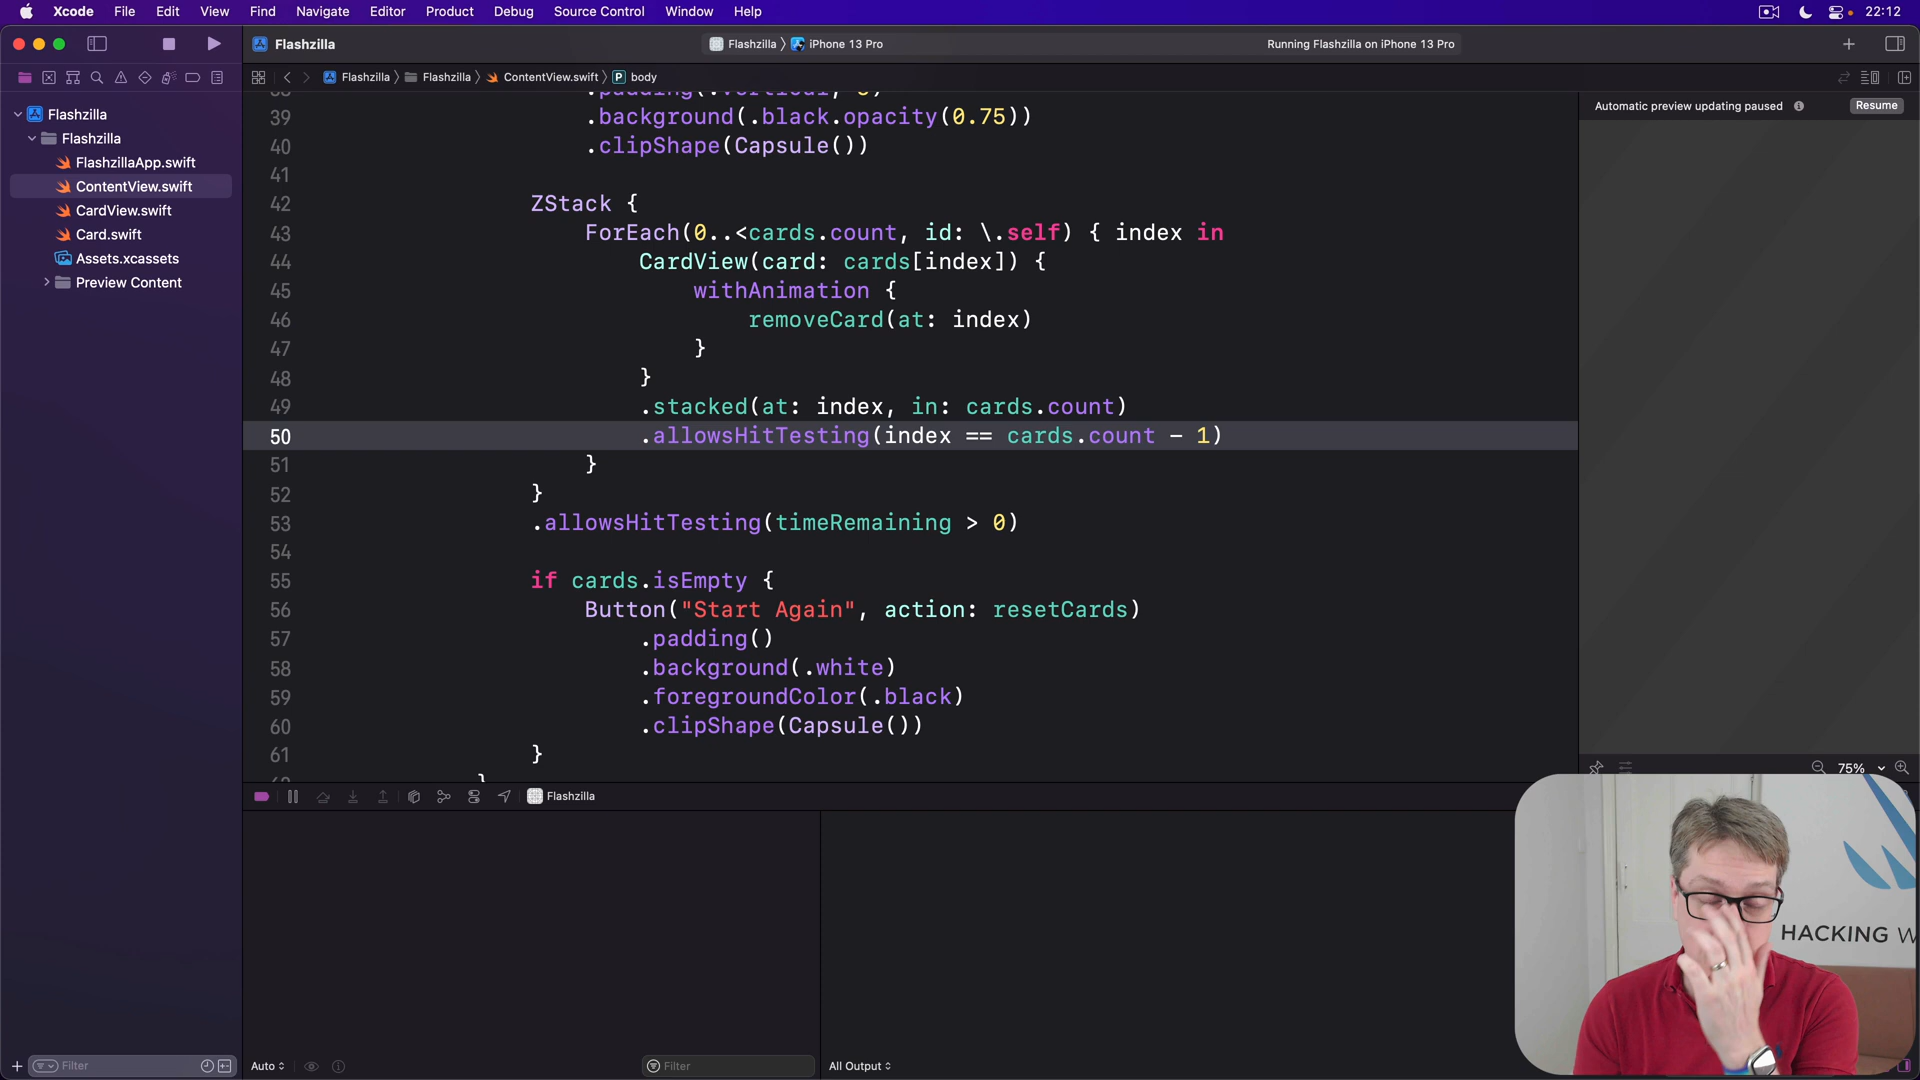 Xcode File Edit View Find Navigate Editor Product Debug Source Control Window Help 22:12
Flashzilla
Flashzilla iPhone 13 Pro
Running Flashzilla on iPhone 13 Pro
Flashzilla Flashzilla ContentView.swift body
Automatic preview updating paused Resume
Flashzilla
Flashzilla
FlashzillaApp.swift
ContentView.swift
CardView.swift
Card.swift
Assets.xcassets
Preview Content
39 .background(.black.opacity(0.75))
40 .clipShape(Capsule())
41
42 ZStack {
43 ForEach(0..<cards.count, id: \.self) { index in
44 CardView(card: cards[index]) {
45 withAnimation {
46 removeCard(at: index)
47 }
48 }
49 .stacked(at: index, in: cards.count)
50 .allowsHitTesting(index == cards.count - 1)
51 }
52 }
53 .allowsHitTesting(timeRemaining > 0)
54
55 if cards.isEmpty {
56 Button("Start Again", action: resetCards)
57 .padding()
58 .background(.white)
59 .foregroundColor(.black)
60 .clipShape(Capsule())
61 }
}
75%
Flashzilla
HACKING W
Filter
Auto
Filter
All Output